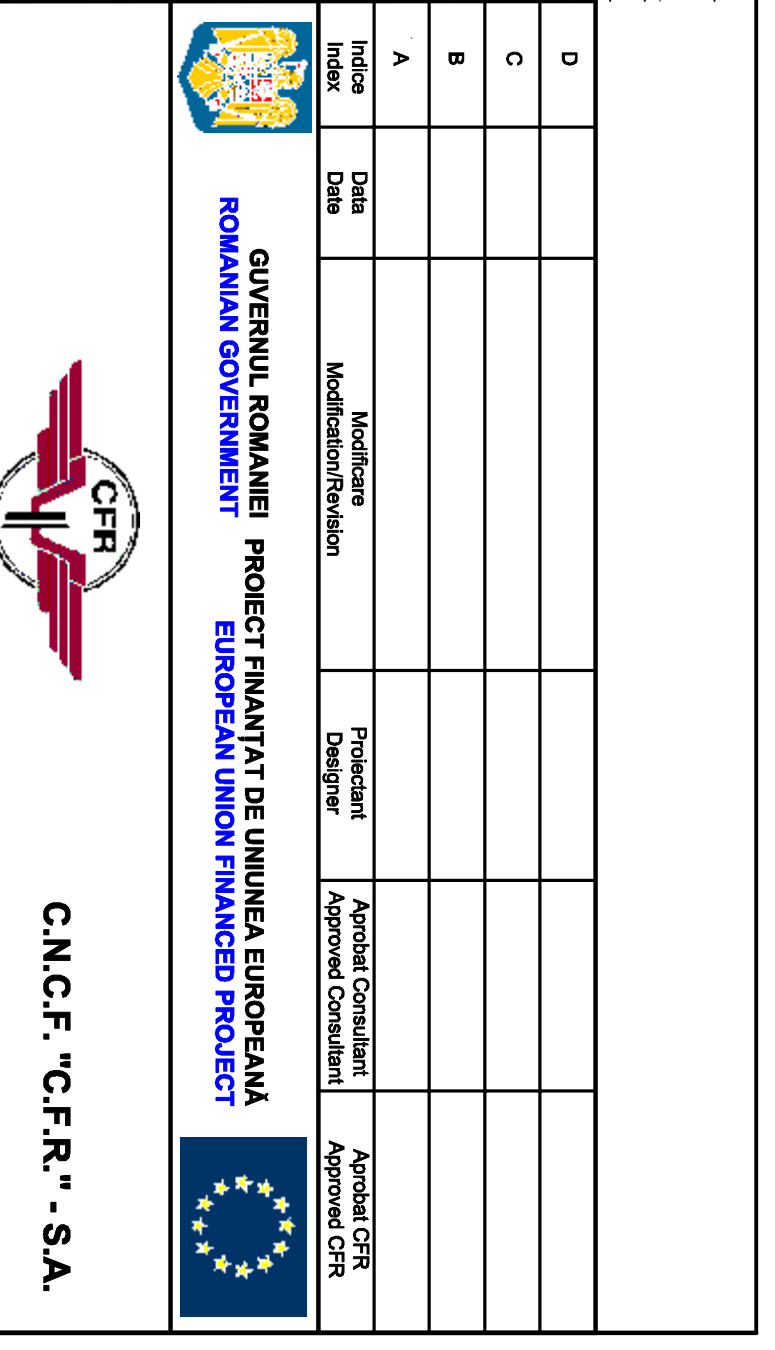 D
C
B
A
Indice Data Modificare Proiectant Aprobat Consultant Aprobat CFR
Index Date Modification/Revision Designer Approved Consultant Approved CFR
GUVERNUL ROMANIEI PROIECT FINANȚAT DE UNIUNEA EUROPEANĂ
ROMANIAN GOVERNMENT EUROPEAN UNION FINANCED PROJECT
CFR
C.N.C.F. "C.F.R." - S.A.